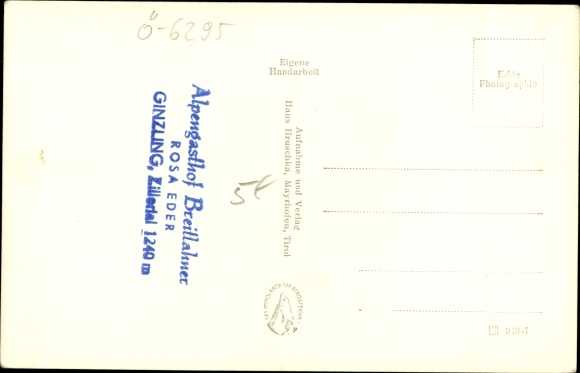 Ö-6295
Eigene
Handarbeit
Echte
Photographie
Alpengasthof Breitlahner
ROSA EDER
GINZLING, Zillertal 1240 m
Aufnahme und Verlag
Hans Hruschka, Mayrhofen, Tirol